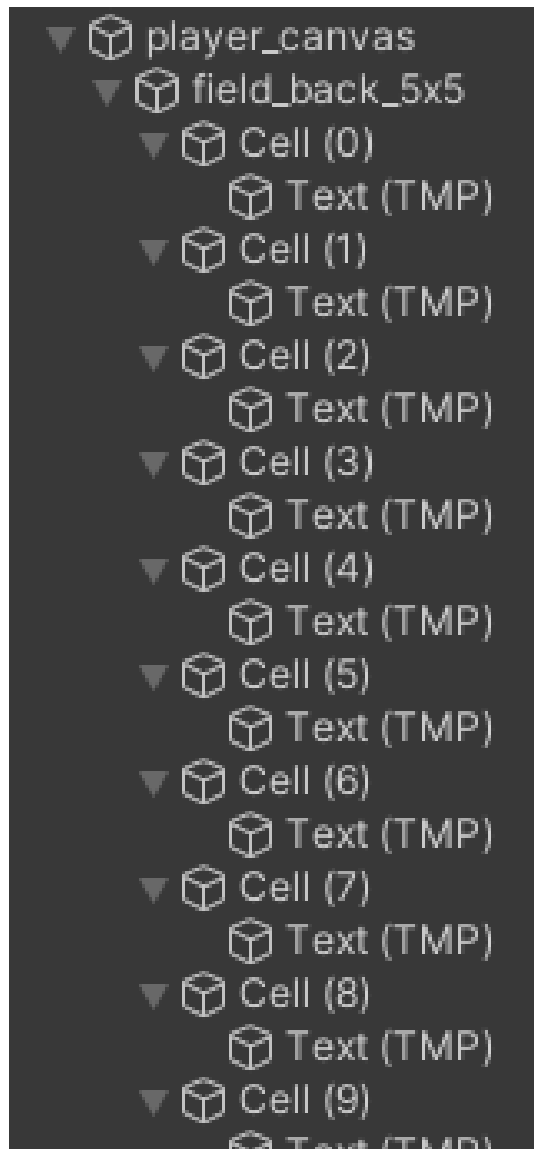 player_canvas
field_back_5x5
Cell (0)
Text (TMP)
Cell (1)
Text (TMP)
Cell (2)
Text (TMP)
Cell (3)
Text (TMP)
Cell (4)
Text (TMP)
Cell (5)
Text (TMP)
Cell (6)
Text (TMP)
Cell (7)
Text (TMP)
Cell (8)
Text (TMP)
Cell (9)
Text (TMP)